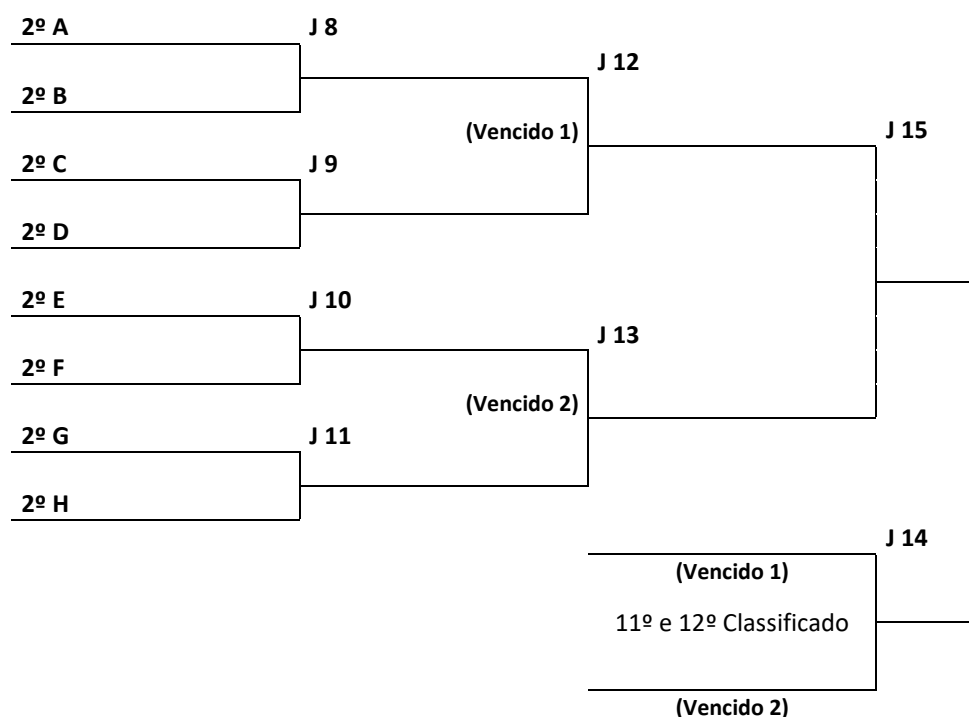 2º A
J 8
J 12
2º B
(Vencido 1)
J 15
2º C
J 9
2º D
2º E
J 10
J 13
2º F
(Vencido 2)
2º G
J 11
2º H
J 14
(Vencido 1)
11º e 12º Classificado
(Vencido 2)